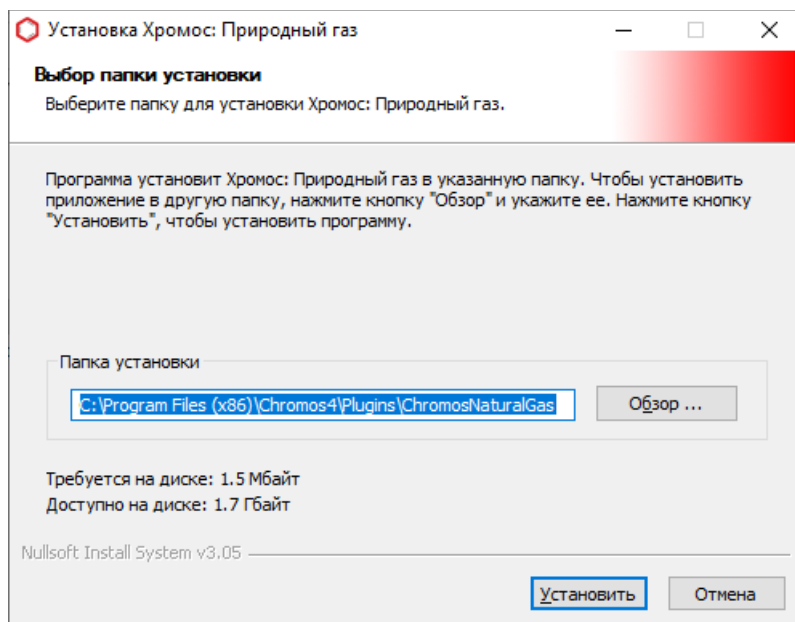 Установка Хромос: Природный газ
Выбор папки установки
Выберите папку для установки Хромос: Природный газ.
Программа установит Хромос: Природный газ в указанную папку. Чтобы установить
приложение в другую папку, нажмите кнопку "Обзор" и укажите ее. Нажмите кнопку
"Установить", чтобы установить программу.
Папка установки
C:\Program Files (x86)\Chromos4\Plugins\ChromosNaturalGas
Обзор ...
Требуется на диске: 1.5 Мбайт
Доступно на диске: 1.7 Гбайт
Nullsoft Install System v3.05
Установить
Отмена